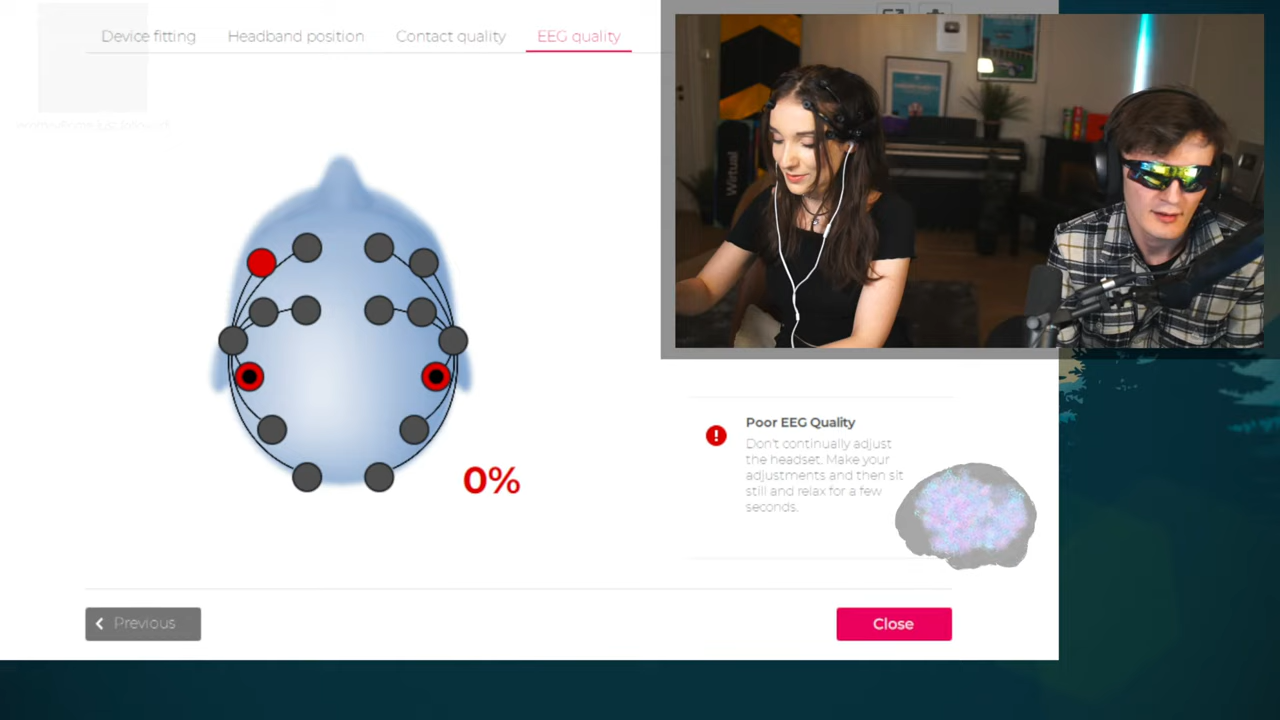 Device fitting
Headband position
Contact quality
EEG quality
Wirtual
0%
Poor EEG Quality
Don't continually adjust
the headset. Make your
adjustments and then sit
still and relax for a few
seconds.
Previous
Close